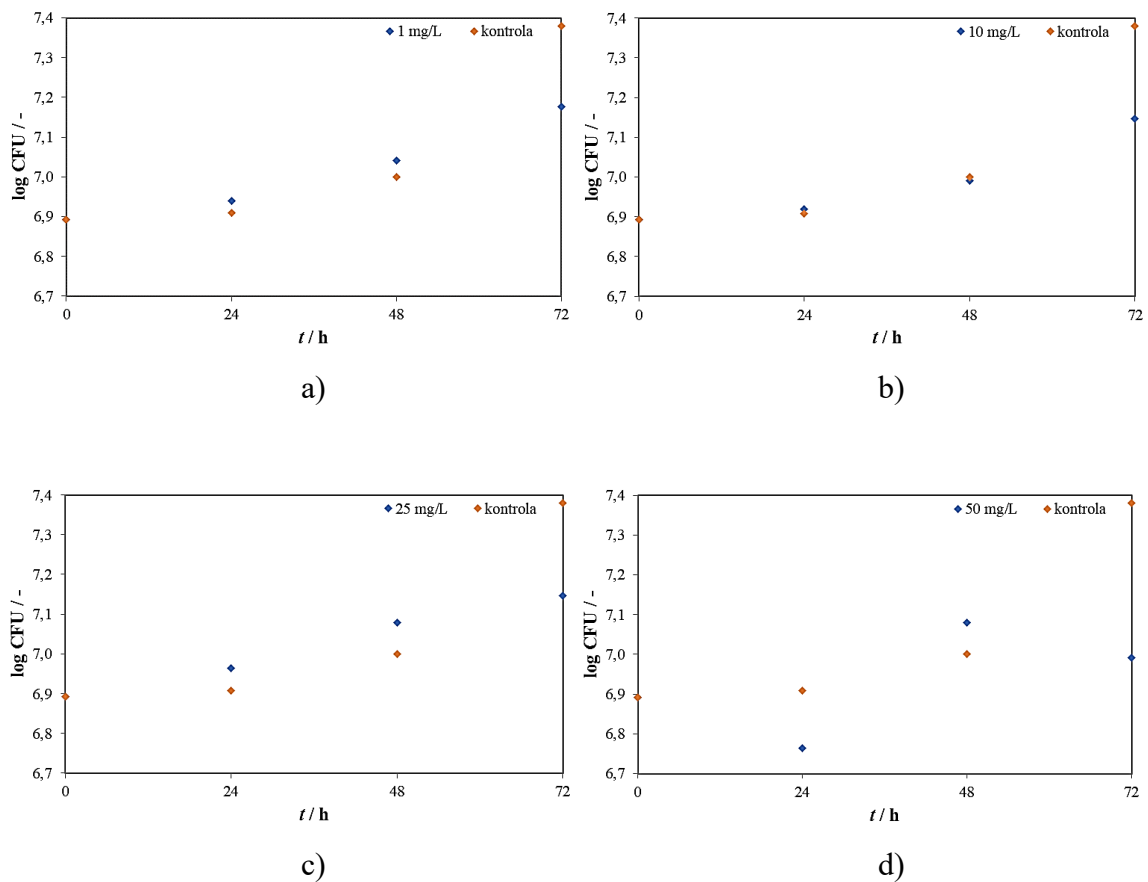 1 mg/L kontrola
7,4
7,3
7,2
7,1
7,0
6,9
6,8
6,7
log CFU / -
0 24 48 72
t / h
a)
10 mg/L kontrola
7,4
7,3
7,2
7,1
7,0
6,9
6,8
6,7
log CFU / -
0 24 48 72
t / h
b)
25 mg/L kontrola
7,4
7,3
7,2
7,1
7,0
6,9
6,8
6,7
log CFU / -
0 24 48 72
t / h
c)
50 mg/L kontrola
7,4
7,3
7,2
7,1
7,0
6,9
6,8
6,7
log CFU / -
0 24 48 72
t / h
d)